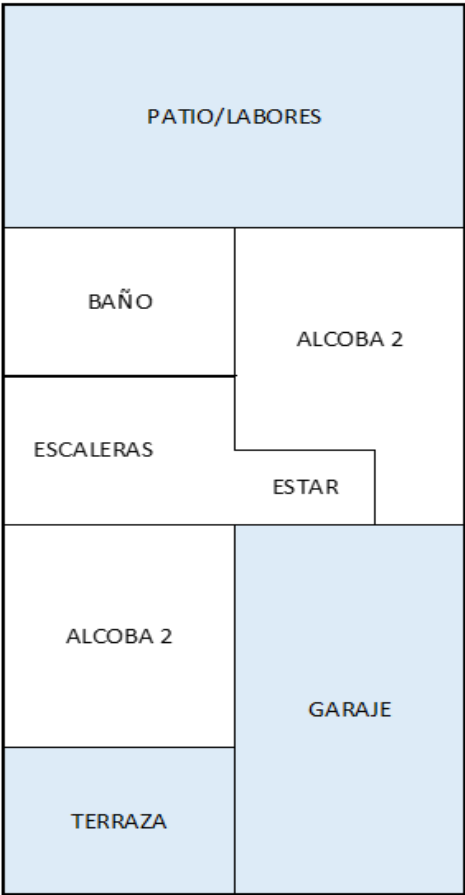 PATIO/LABORES
BAÑO
ALCOBA 2
ESCALERAS
ESTAR
ALCOBA 2
GARAJE
TERRAZA